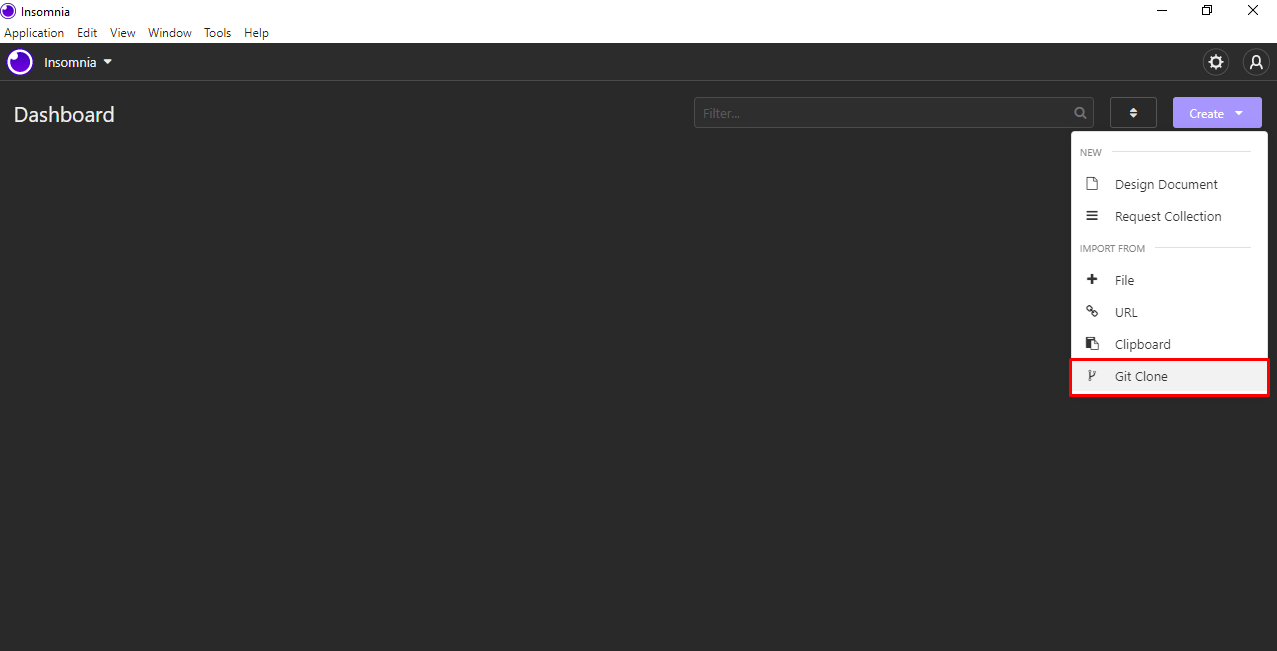 Insomnia
Application Edit View Window Tools Help
Insomnia
Dashboard
Filter...
Create
NEW
Design Document
Request Collection
IMPORT FROM
File
URL
Clipboard
Git Clone